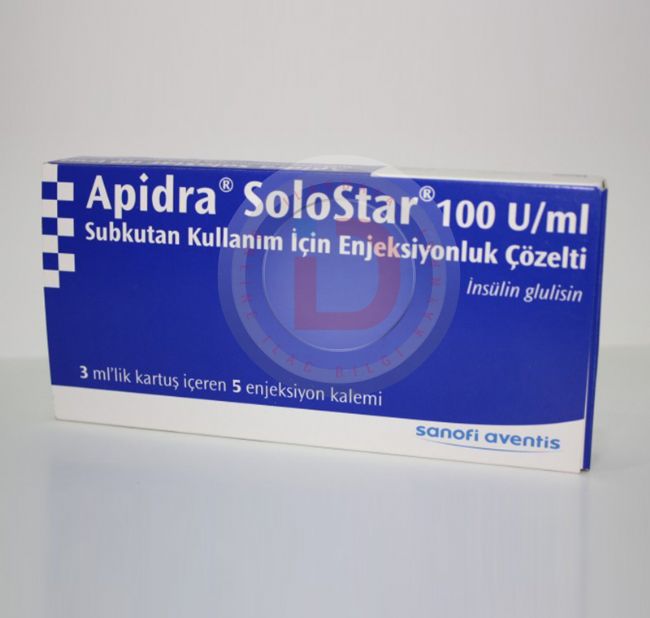 Apidra® SoloStar® 100 U/ml
Subkutan Kullanım İçin Enjeksiyonluk Çözelti
İnsülin glulisin
3 ml'lik kartuş içeren 5 enjeksiyon kalemi
sanofi aventis
D